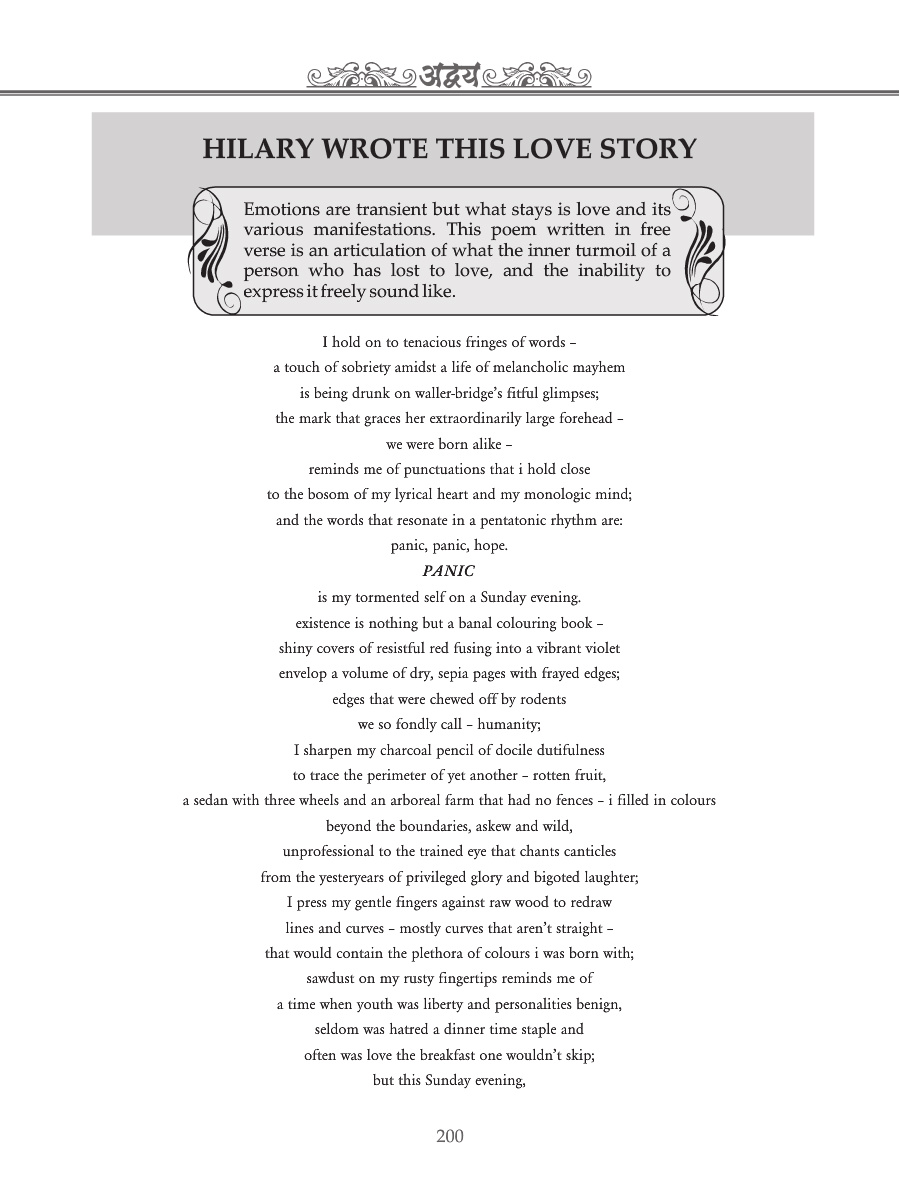 अद्वयं
HILARY WROTE THIS LOVE STORY
Emotions are transient but what stays is love and its
various manifestations. This poem written in free
verse is an articulation of what the inner turmoil of a
person who has lost to love, and the inability to
express it freely sound like.
I hold on to tenacious fringes of words –
a touch of sobriety amidst a life of melancholic mayhem
is being drunk on waller-bridge’s fitful glimpses;
the mark that graces her extraordinarily large forehead –
we were born alike –
reminds me of punctuations that i hold close
to the bosom of my lyrical heart and my monologic mind;
and the words that resonate in a pentatonic rhythm are:
panic, panic, hope.
PANIC
is my tormented self on a Sunday evening.
existence is nothing but a banal colouring book –
shiny covers of resistful red fusing into a vibrant violet
envelop a volume of dry, sepia pages with frayed edges;
edges that were chewed off by rodents
we so fondly call – humanity;
I sharpen my charcoal pencil of docile dutifulness
to trace the perimeter of yet another – rotten fruit,
a sedan with three wheels and an arboreal farm that had no fences – i filled in colours
beyond the boundaries, askew and wild,
unprofessional to the trained eye that chants canticles
from the yesteryears of privileged glory and bigoted laughter;
I press my gentle fingers against raw wood to redraw
lines and curves – mostly curves that aren’t straight –
that would contain the plethora of colours i was born with;
sawdust on my rusty fingertips reminds me of
a time when youth was liberty and personalities benign,
seldom was hatred a dinner time staple and
often was love the breakfast one wouldn’t skip;
but this Sunday evening,
200